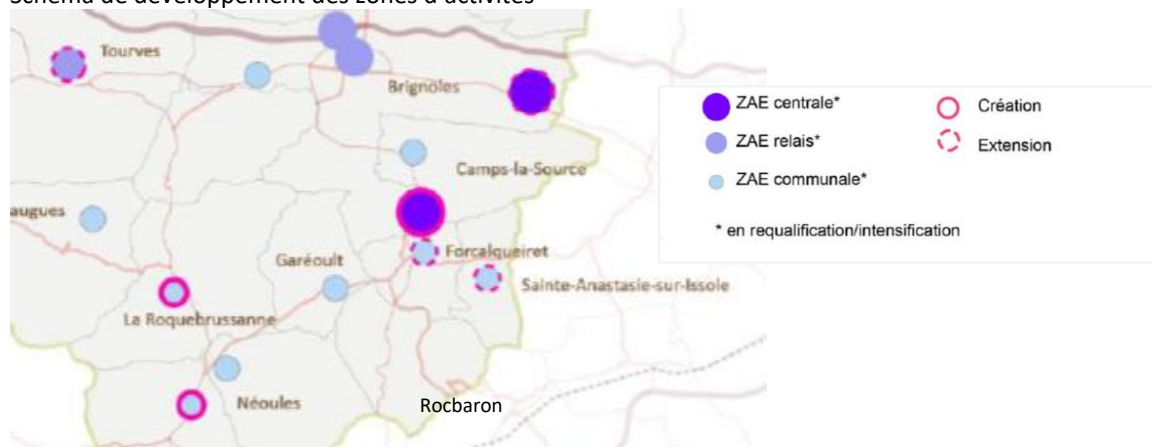 Schéma de développement des zones d'activités
Tourves
Brignoles
Camps-la-Source
augues
Forcalqueiret
Garéoult
Sainte-Anastasie-sur-Issole
La Roquebrussanne
Néoules
Rocbaron
ZAE centrale*
ZAE relais*
ZAE communale*
Création
Extension
* en requalification/intensification